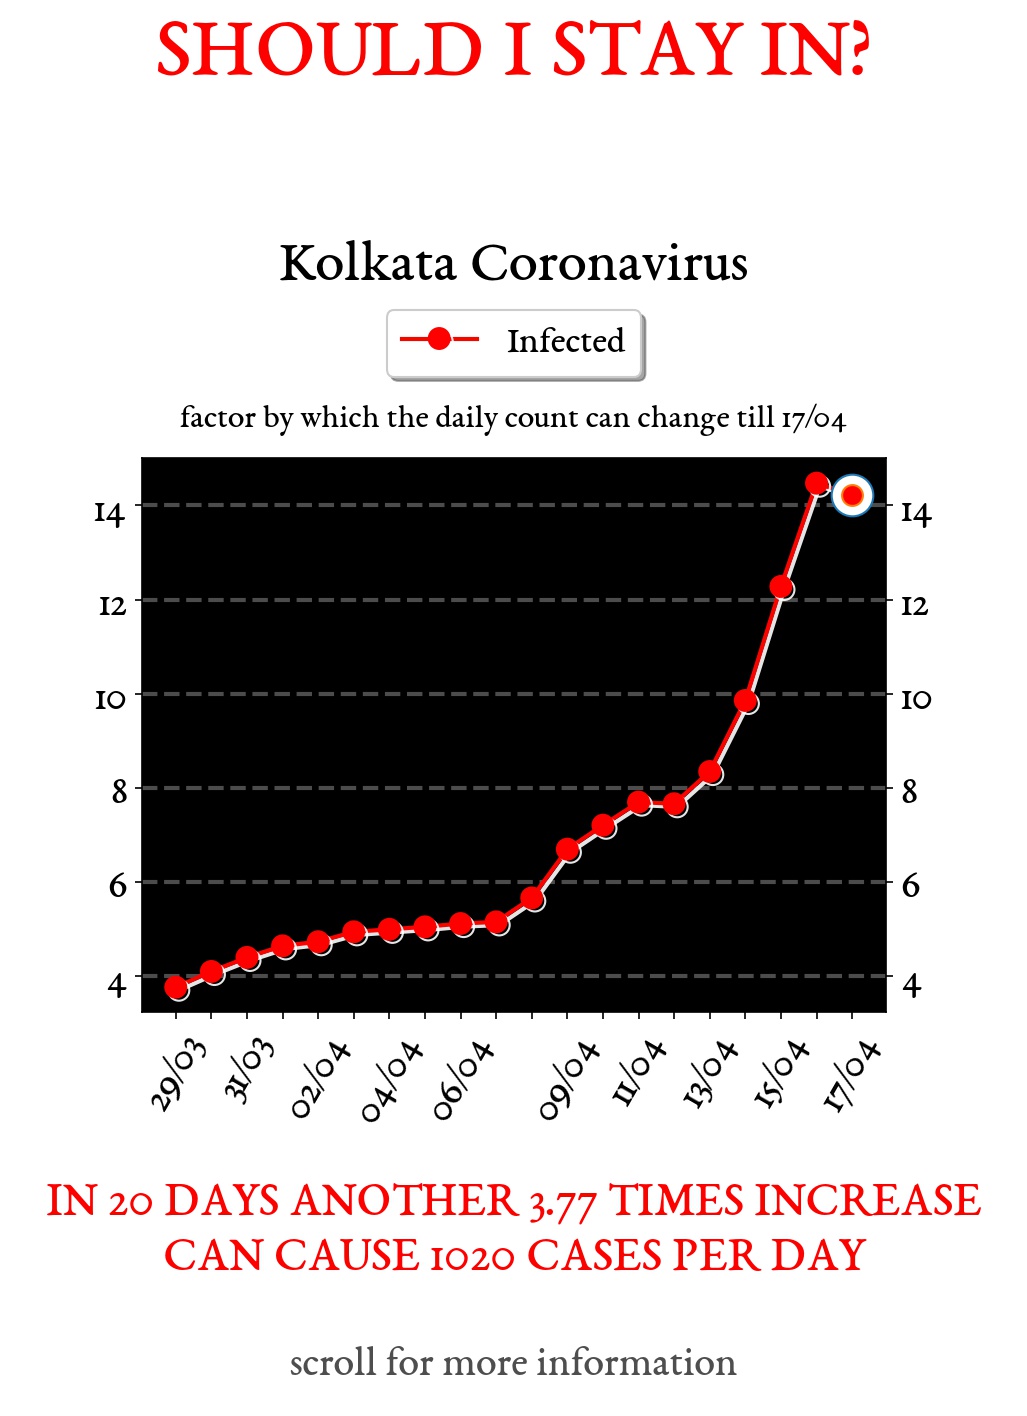 SHOULD I STAY IN?
Kolkata Coronavirus
Infected
factor by which the daily count can change till 17/04
14 14
12 12
10 10
8 8
6 6
4 4
29/03 31/03 02/04 04/04 06/04 09/04 11/04 13/04 15/04 17/04
IN 20 DAYS ANOTHER 3.77 TIMES INCREASE
CAN CAUSE 1020 CASES PER DAY
scroll for more information